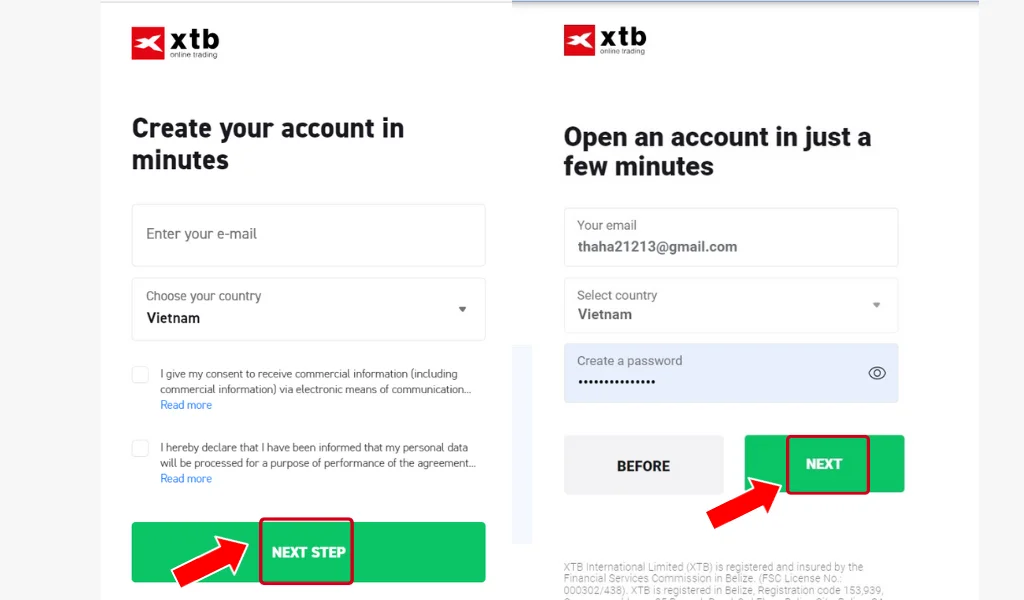 xtb
online trading
Create your account in
minutes
Enter your e-mail
Choose your country
Vietnam
I give my consent to receive commercial information (including
commercial information) via electronic means of communication...
Read more
I hereby declare that I have been informed that my personal data
will be processed for a purpose of performance of the agreement...
Read more
NEXT STEP
xtb
online trading
Open an account in just a
few minutes
Your email
thaha21213@gmail.com
Select country
Vietnam
Create a password
•••••••••••••••
BEFORE
NEXT
XTB International Limited (XTB) is registered and insured by the
Financial Services Commission in Belize. (FSC License No.:
000302/438). XTB is registered in Belize, Registration code 153,939,